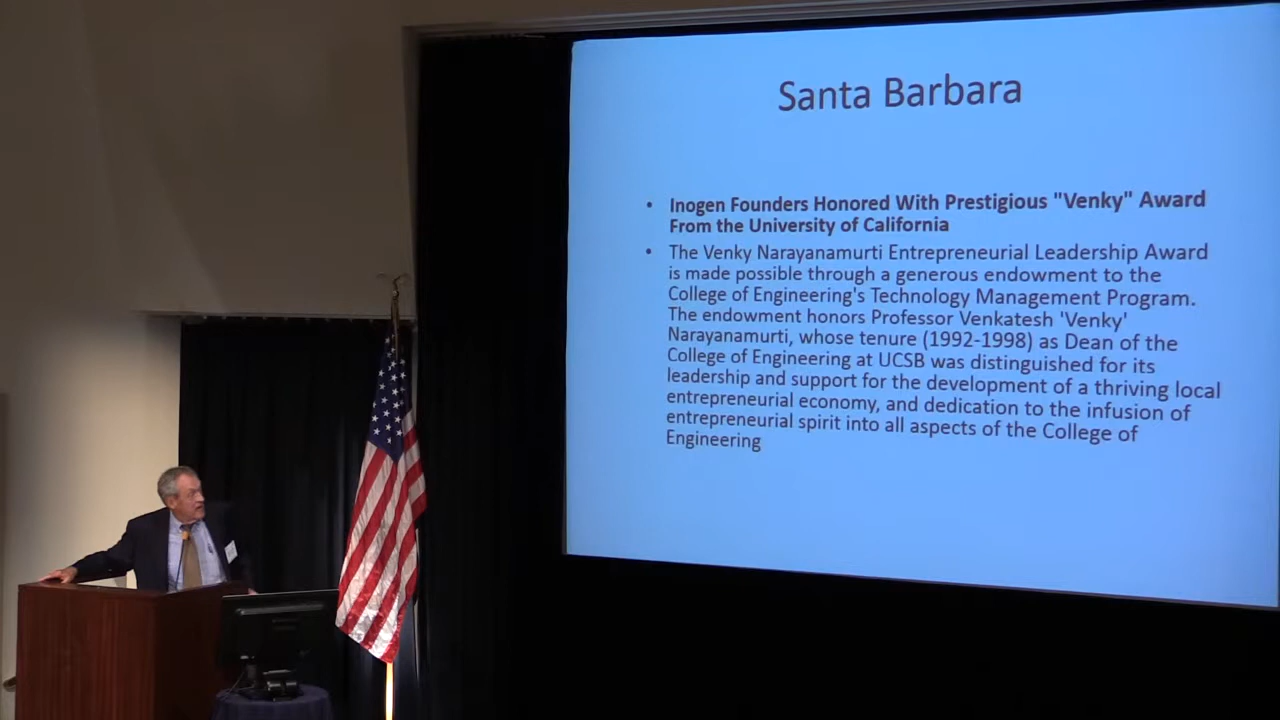 Santa Barbara
• Inogen Founders Honored With Prestigious "Venky" Award
From the University of California
• The Venky Narayanamurti Entrepreneurial Leadership Award
is made possible through a generous endowment to the
College of Engineering's Technology Management Program.
The endowment honors Professor Venkatesh 'Venky'
Narayanamurti, whose tenure (1992-1998) as Dean of the
College of Engineering at UCSB was distinguished for its
leadership and support for the development of a thriving local
entrepreneurial economy, and dedication to the infusion of
entrepreneurial spirit into all aspects of the College of
Engineering